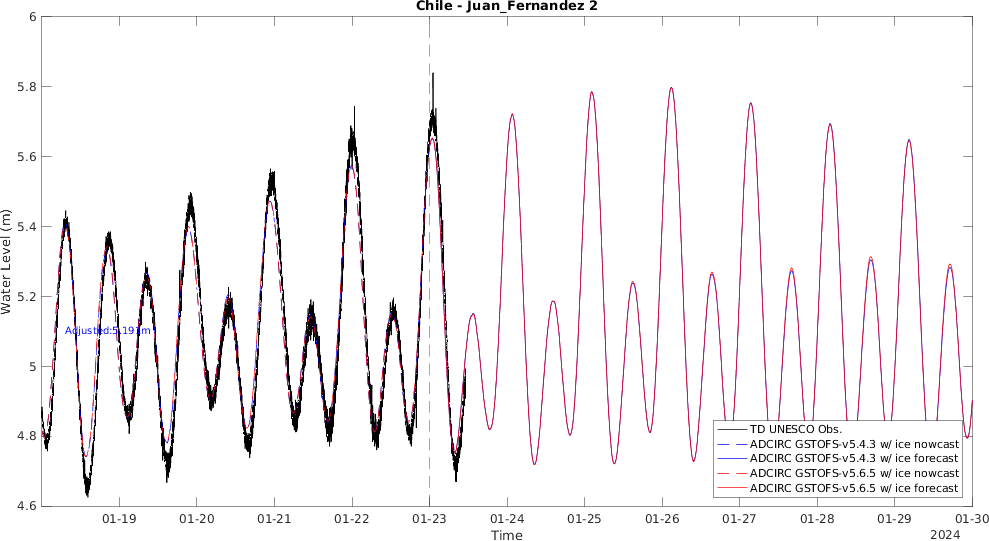 Chile - Juan_Fernandez 2
6
5.8
5.6
5.4
5.2
5
4.8
4.6
Water Level (m)
Adjusted:5.191m
TD UNESCO Obs.
ADCIRC GSTOFS-v5.4.3 w/ ice nowcast
ADCIRC GSTOFS-v5.4.3 w/ ice forecast
ADCIRC GSTOFS-v5.6.5 w/ ice nowcast
ADCIRC GSTOFS-v5.6.5 w/ ice forecast
01-19 01-20 01-21 01-22 01-23 01-24 01-25 01-26 01-27 01-28 01-29 01-30
Time
2024